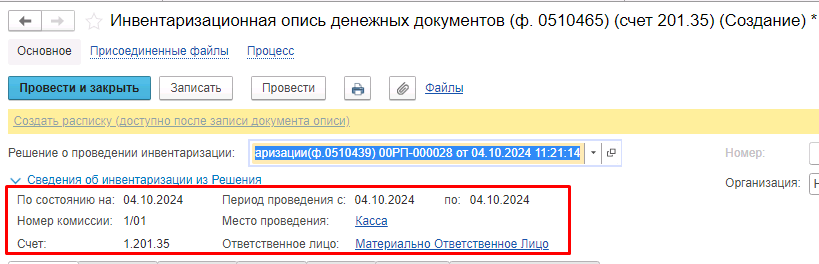 Инвентаризационная опись денежных документов (ф. 0510465) (счет 201.35) (Создание) *
Основное Присоединенные файлы Процесс
Провести и закрыть Записать Провести Файлы
Создать расписку (доступно после записи документа описи)
Решение о проведении инвентаризации: аризации(ф.0510439) 00РП-000028 от 04.10.2024 11:21:14 Номер:
Сведения об инвентаризации из Решения Организация:
По состоянию на: 04.10.2024 Период проведения с: 04.10.2024 по: 04.10.2024
Номер комиссии: 1/01 Место проведения: Касса
Счет: 1.201.35 Ответственное лицо: Материально Ответственное Лицо